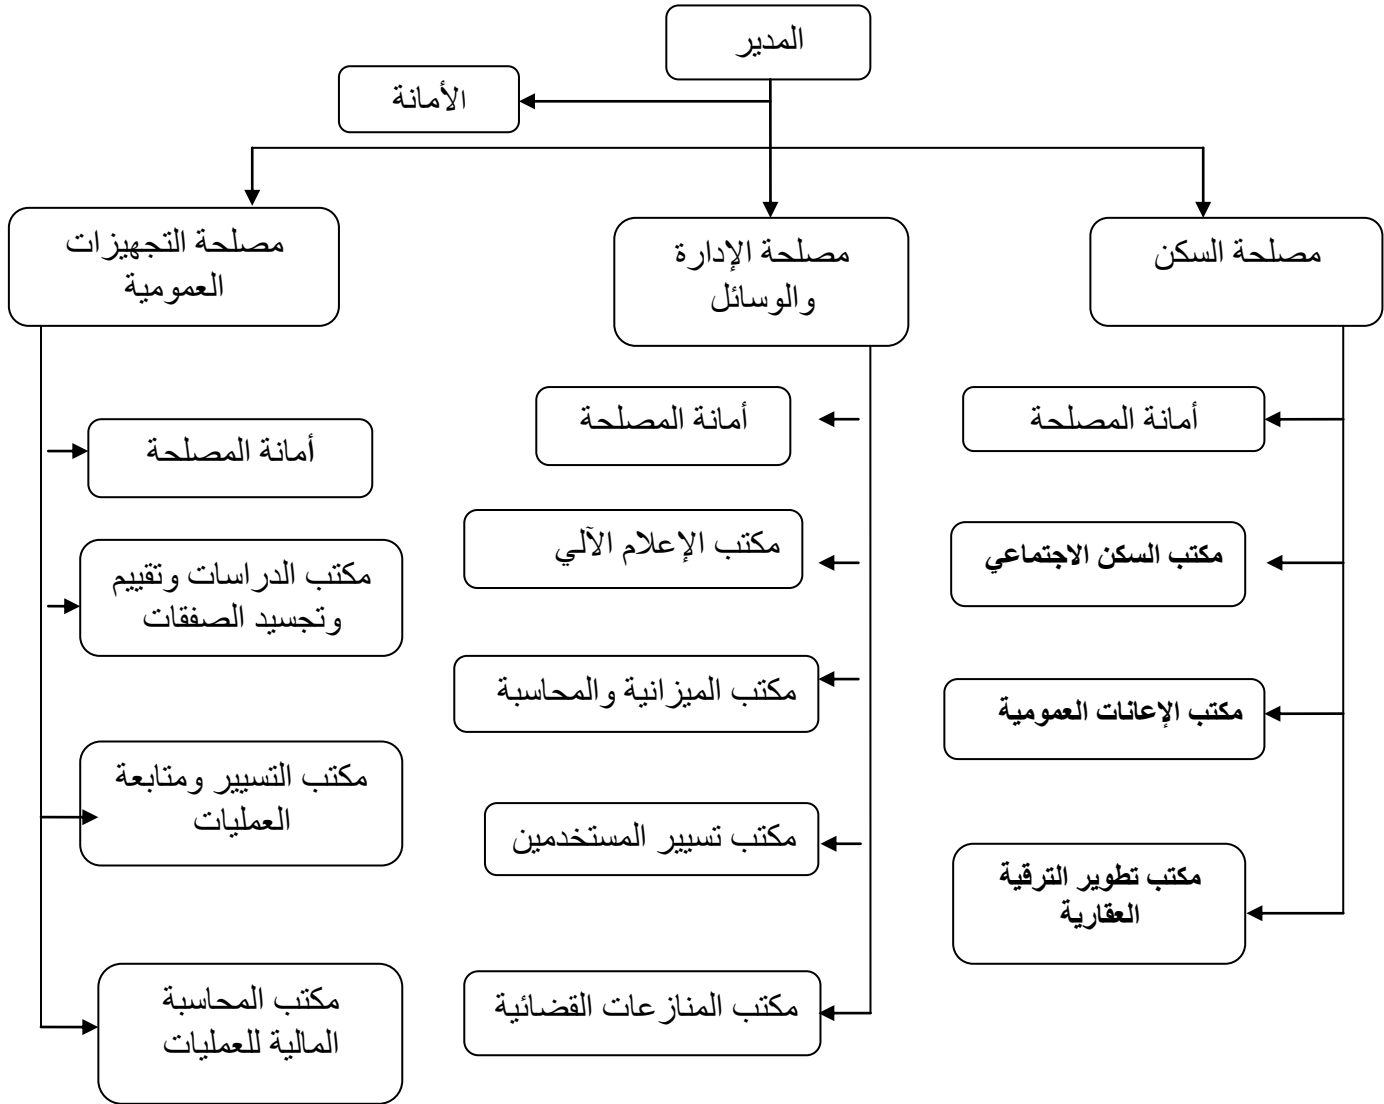 المدير
الأمانة
مصلحة السكن
مصلحة الإدارة
والوسائل
مصلحة التجهيزات
العمومية
أمانة المصلحة
مكتب السكن الاجتماعي
مكتب الإعانات العمومية
مكتب تطوير الترقية
العقارية
أمانة المصلحة
مكتب الإعلام الآلي
مكتب الميزانية والمحاسبة
مكتب تسيير المستخدمين
مكتب المنازعات القضائية
أمانة المصلحة
مكتب الدراسات وتقييم
وتجسيد الصفقات
مكتب التسيير ومتابعة
العمليات
مكتب المحاسبة
المالية للعمليات